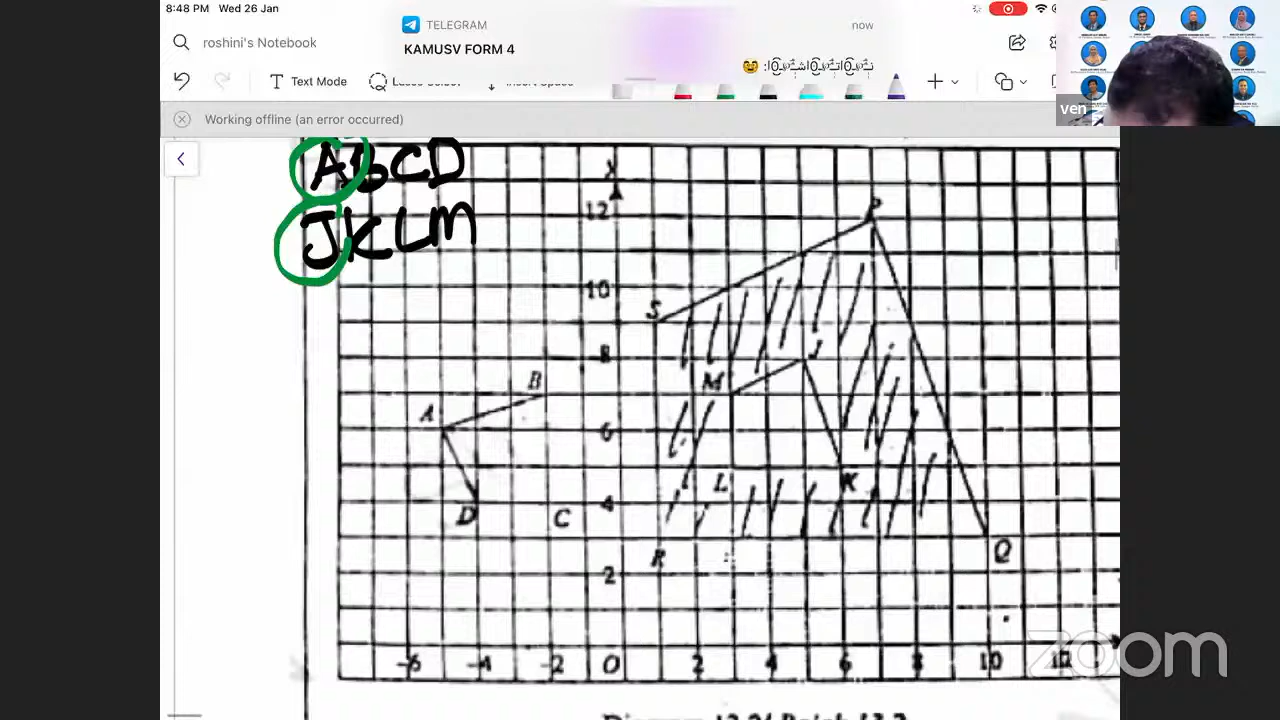 8:48 PM Wed 26 Jan
TELEGRAM
now
KAMUSV FORM 4
roshini's Notebook
Text Mode
Working offline (an error occurred)
ven
ABCD
JKLM
12
P
10
S
8
J
M
B
A
6
L
K
D
C
4
R
Q
2
-6 -4 -2 O 2 4 6 8 10 12
zoom